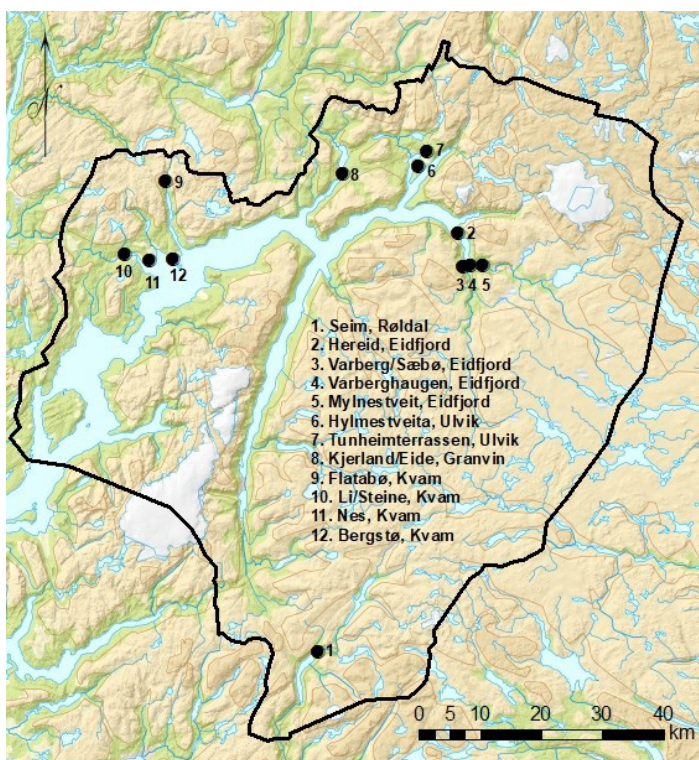 N
7
6
8
9
2
10
11
12
3 4 5
1. Seim, Røldal
2. Hereid, Eidfjord
3. Varberg/Sæbø, Eidfjord
4. Varberghaugen, Eidfjord
5. Mylnestveit, Eidfjord
6. Hylmestveita, Ulvik
7. Tunheimterrassen, Ulvik
8. Kjerland/Eide, Granvin
9. Flatabø, Kvam
10. Li/Steine, Kvam
11. Nes, Kvam
12. Bergstø, Kvam
1
0 5 10 20 30 40
km